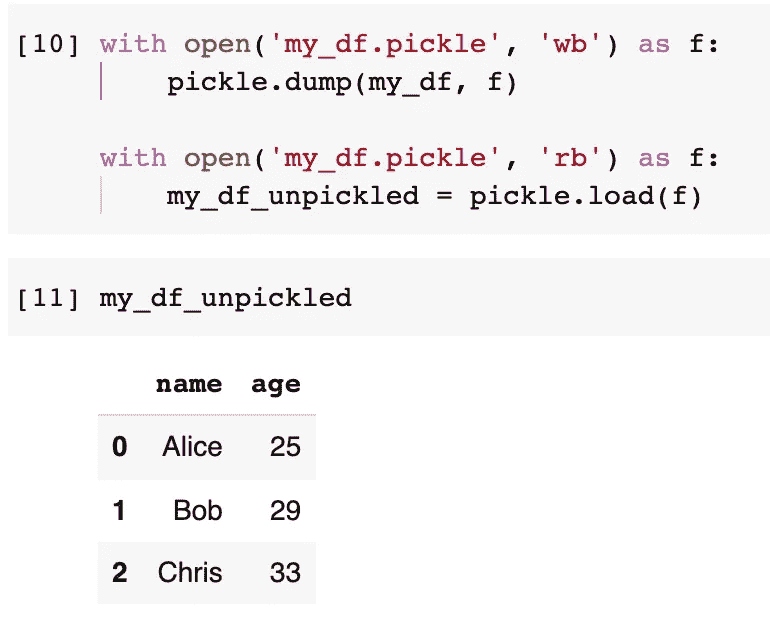 [10] with open('my_df.pickle', 'wb') as f:
pickle.dump(my_df, f)
with open('my_df.pickle', 'rb') as f:
my_df_unpickled = pickle.load(f)
[11] my_df_unpickled
name age
0 Alice 25
1 Bob 29
2 Chris 33